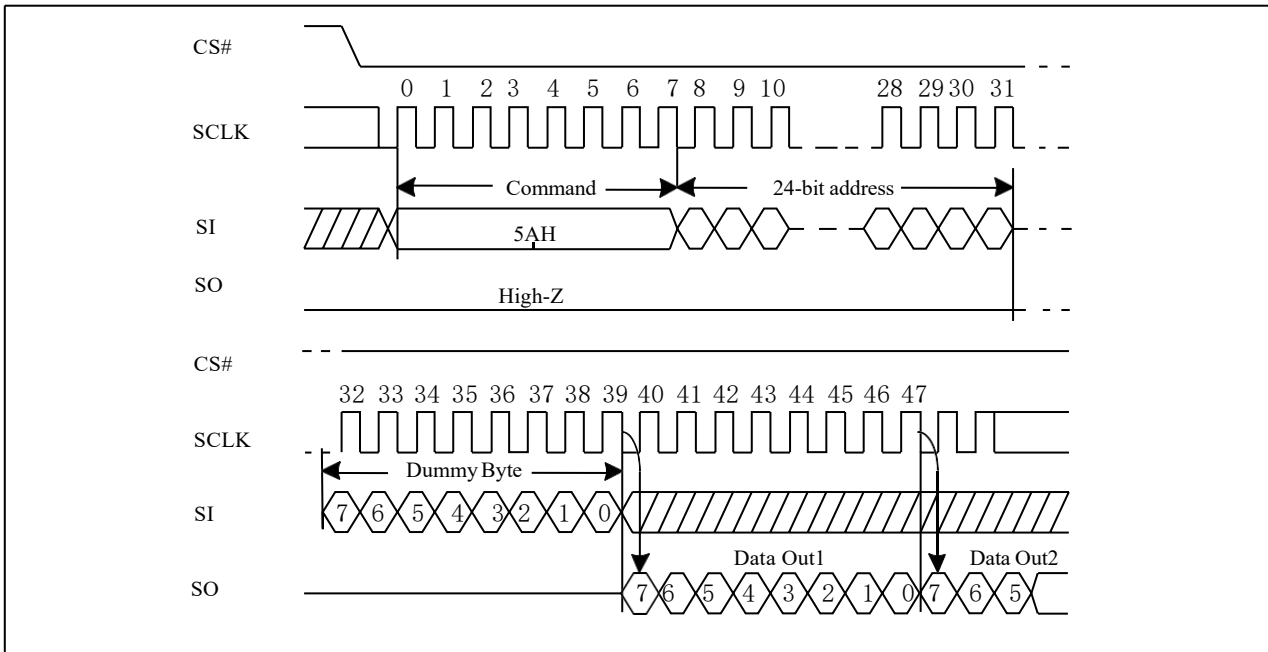 CS#
0 1 2 3 4 5 6 7 8 9 10 28 29 30 31
SCLK
Command 24-bit address
SI
5AH
SO
High-Z
CS#
32 33 34 35 36 37 38 39 40 41 42 43 44 45 46 47
SCLK
Dummy Byte
SI 7 6 5 4 3 2 1 0
Data Out1 Data Out2
SO 7 6 5 4 3 2 1 0 7 6 5